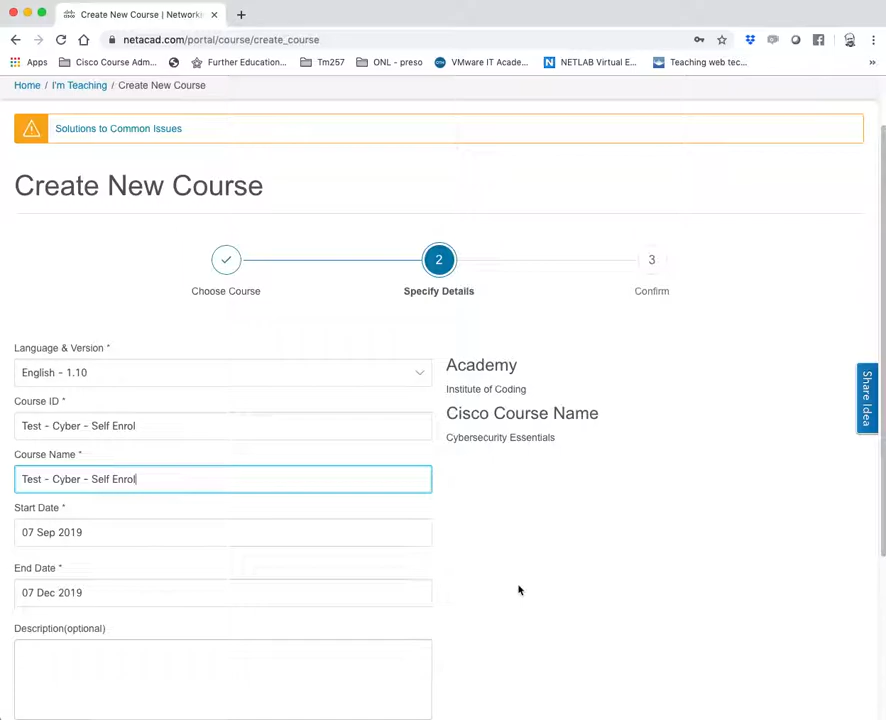 Create New Course | Networki
netacad.com/portal/course/create_course
Apps Cisco Course Adm... Further Education... Tm257 ONL - preso VMware IT Acade... NETLAB Virtual E... Teaching web tec...
Home / I'm Teaching / Create New Course
Solutions to Common Issues
Create New Course
2 3
Choose Course Specify Details Confirm
Language & Version *
English - 1.10
Course ID *
Test - Cyber - Self Enrol
Course Name *
Test - Cyber - Self Enrol
Start Date *
07 Sep 2019
End Date *
07 Dec 2019
Description(optional)
Academy
Institute of Coding
Cisco Course Name
Cybersecurity Essentials
Share Idea